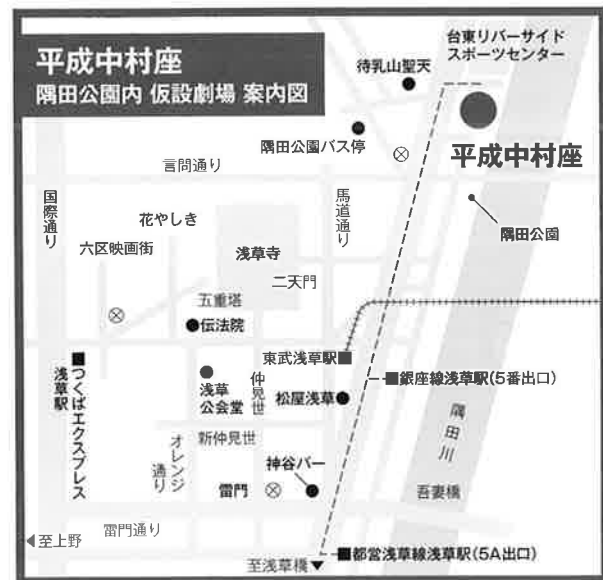 平成中村座
隅田公園内 仮設劇場 案内図
台東リバーサイド
スポーツセンター
待乳山聖天
隅田公園バス停
平成中村座
言問り
国際通り
馬道通り
花やしき
隅田公園
六区映画街
浅草寺
二天門
五重塔
伝法院
東武浅草駅
つくばエクスプレス
浅草駅
浅草
公会堂
仲見世
松屋浅草
銀座線浅草駅(5番出口)
隅田川
新仲見世
オレンジ
通り
神谷バー
雷門
吾妻橋
雷門通り
至上野
都営浅草線浅草駅(5A出口)
至浅草橋